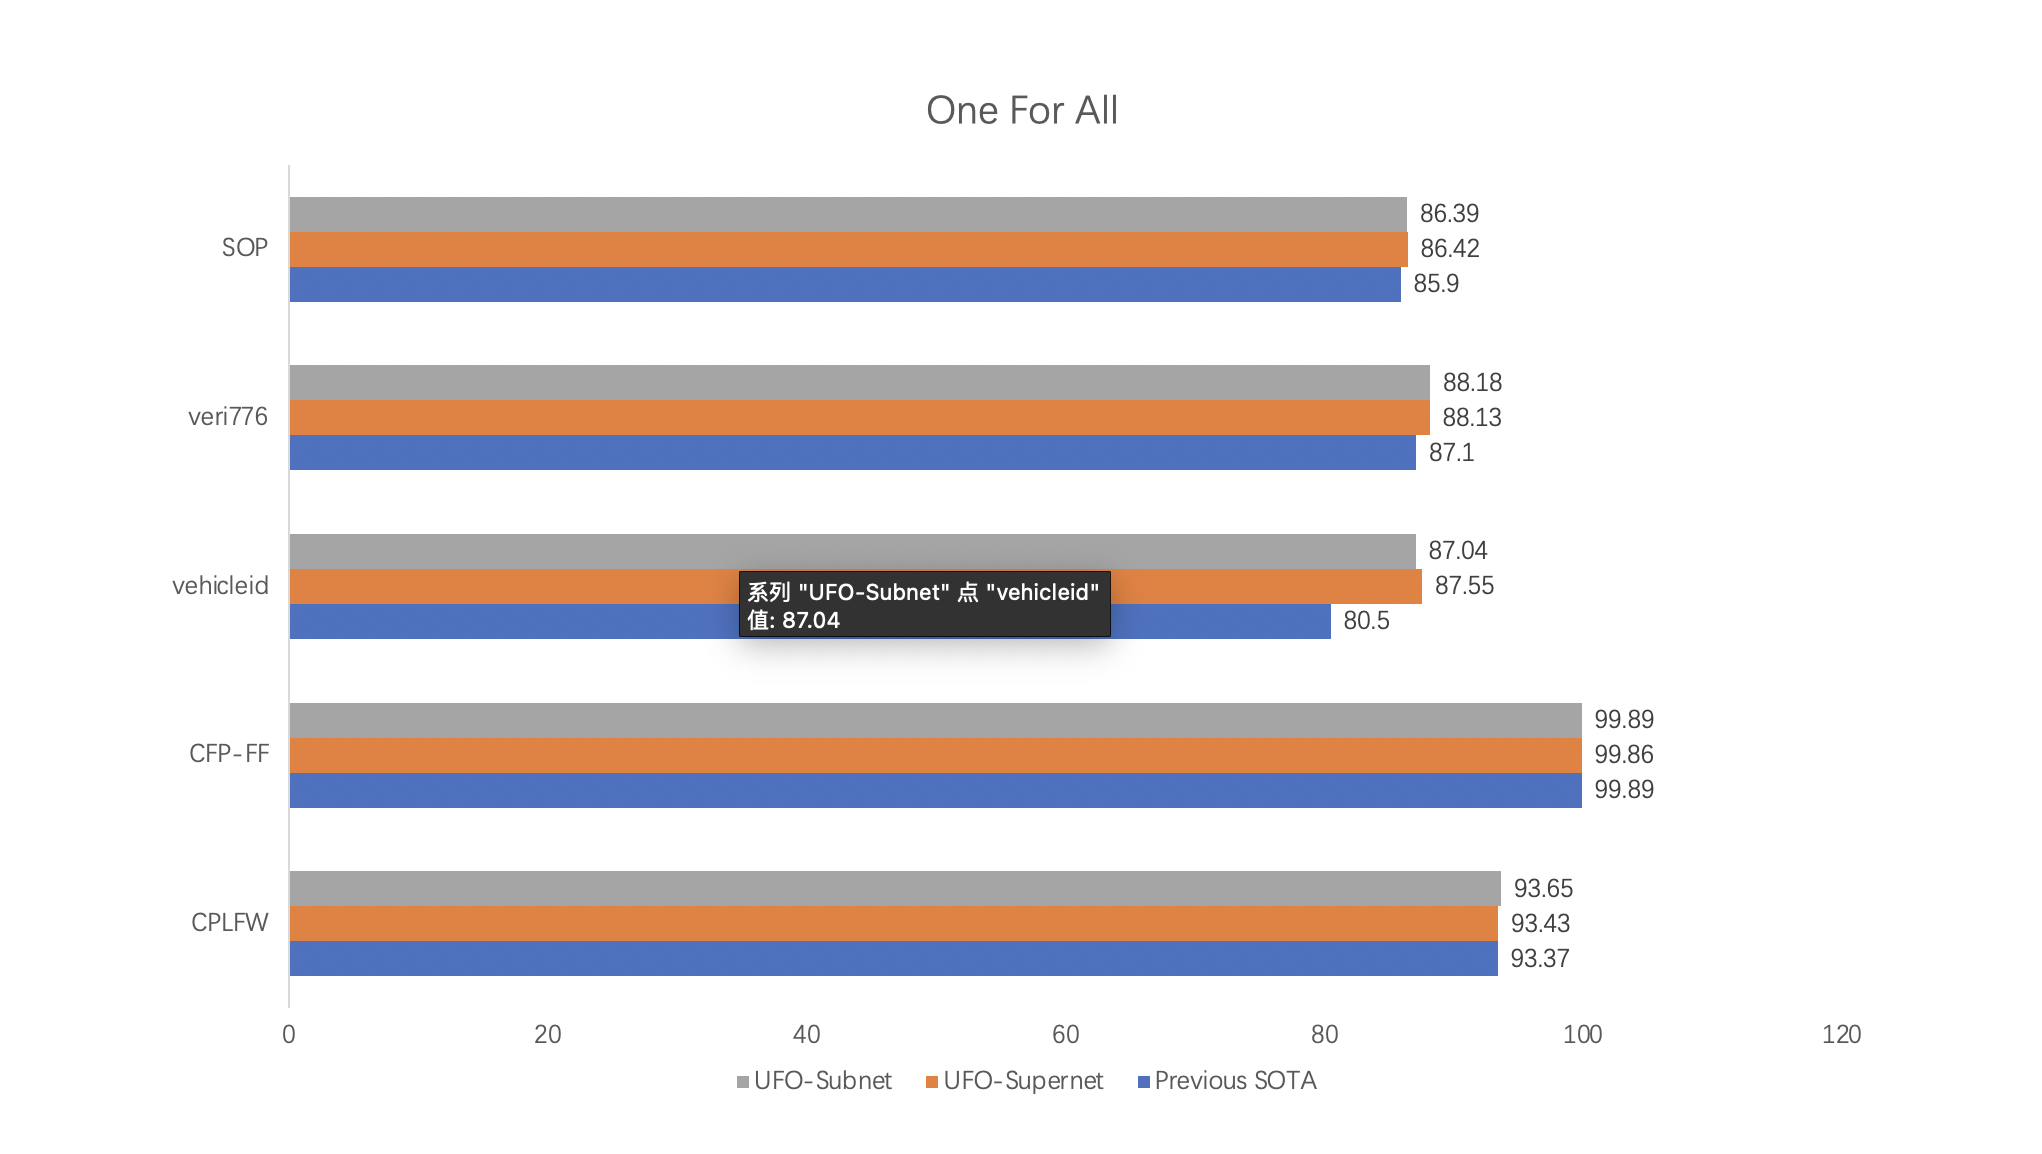 One For All
SOP
86.39
86.42
85.9
veri776
88.18
88.13
87.1
vehicleid
87.04
87.55
80.5
系列 "UFO-Subnet" 点 "vehicleid"
值: 87.04
CFP-FF
99.89
99.86
99.89
CPLFW
93.65
93.43
93.37
0 20 40 60 80 100 120
UFO-Subnet UFO-Supernet Previous SOTA